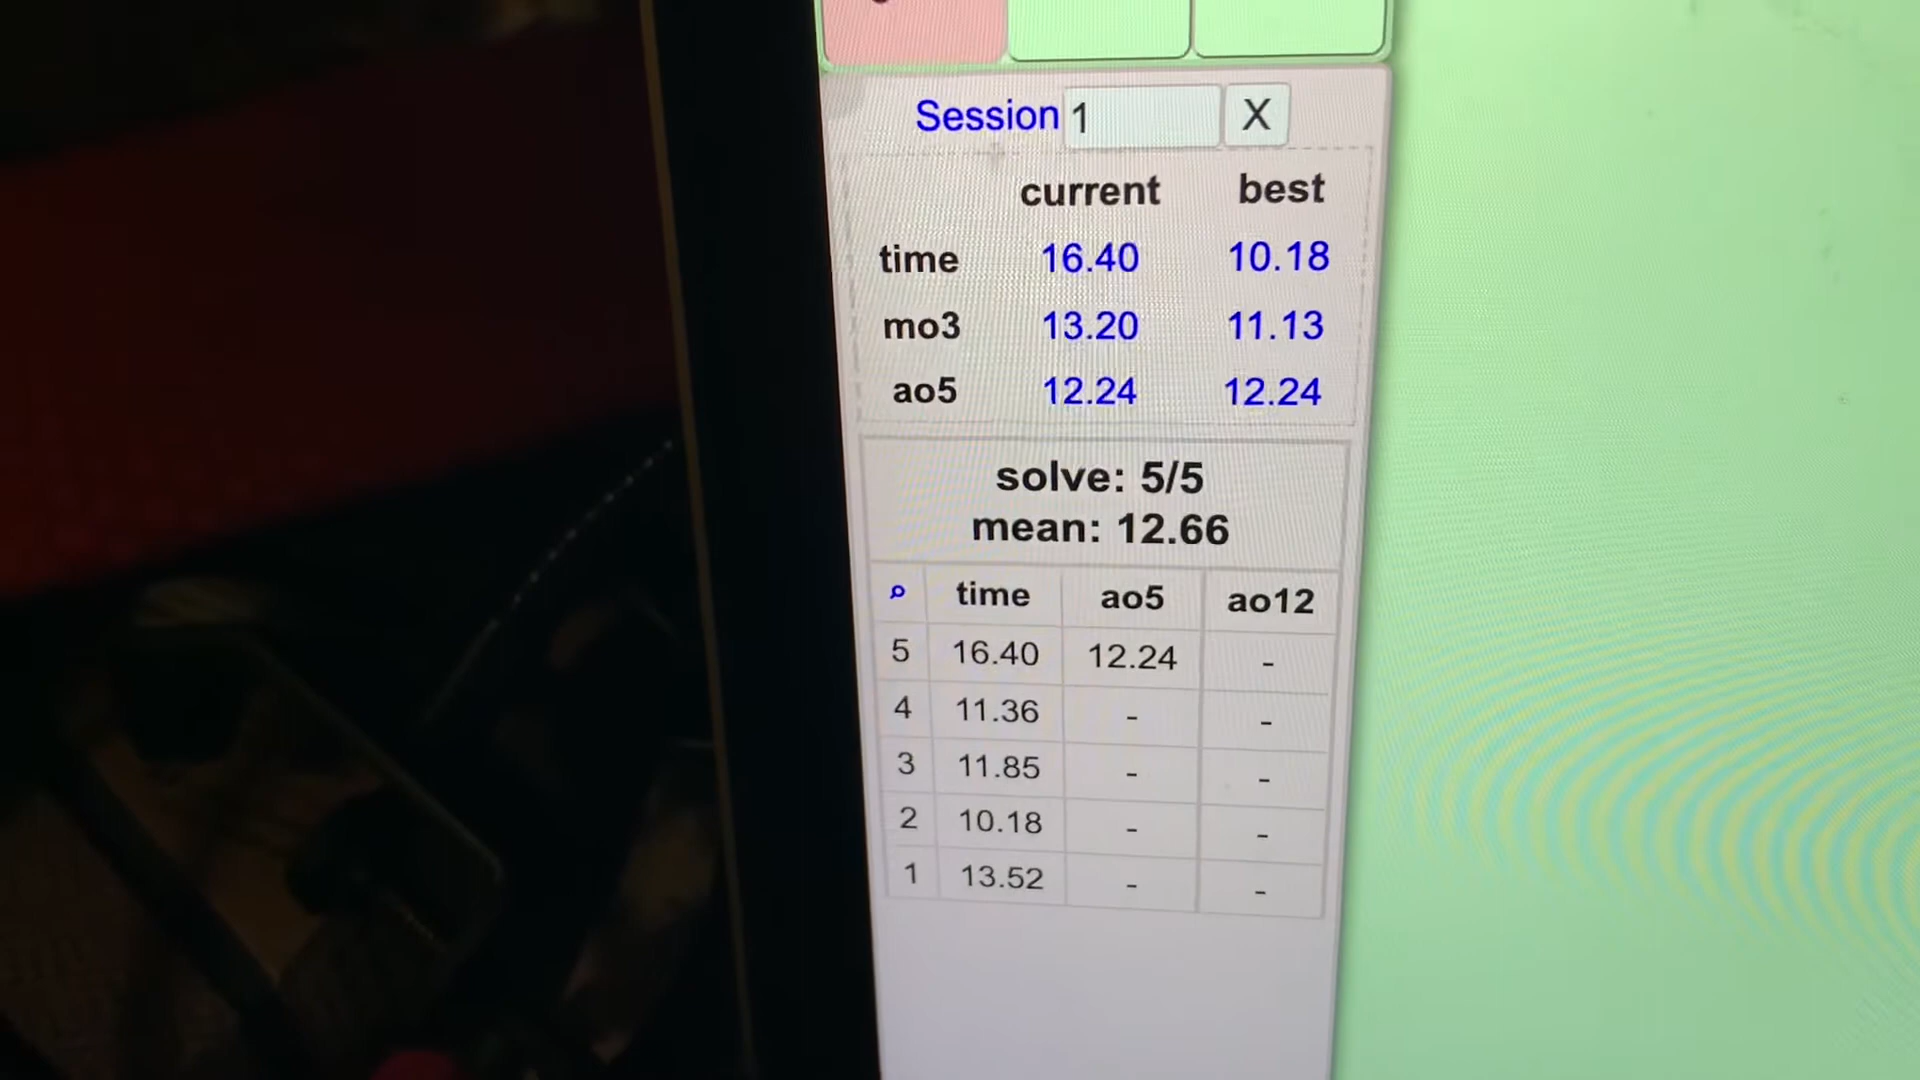 Session 1 X
current best
time 16.40 10.18
mo3 13.20 11.13
ao5 12.24 12.24
solve: 5/5
mean: 12.66
time ao5 ao12
5 16.40 12.24 -
4 11.36 - -
3 11.85 - -
2 10.18 - -
1 13.52 - -